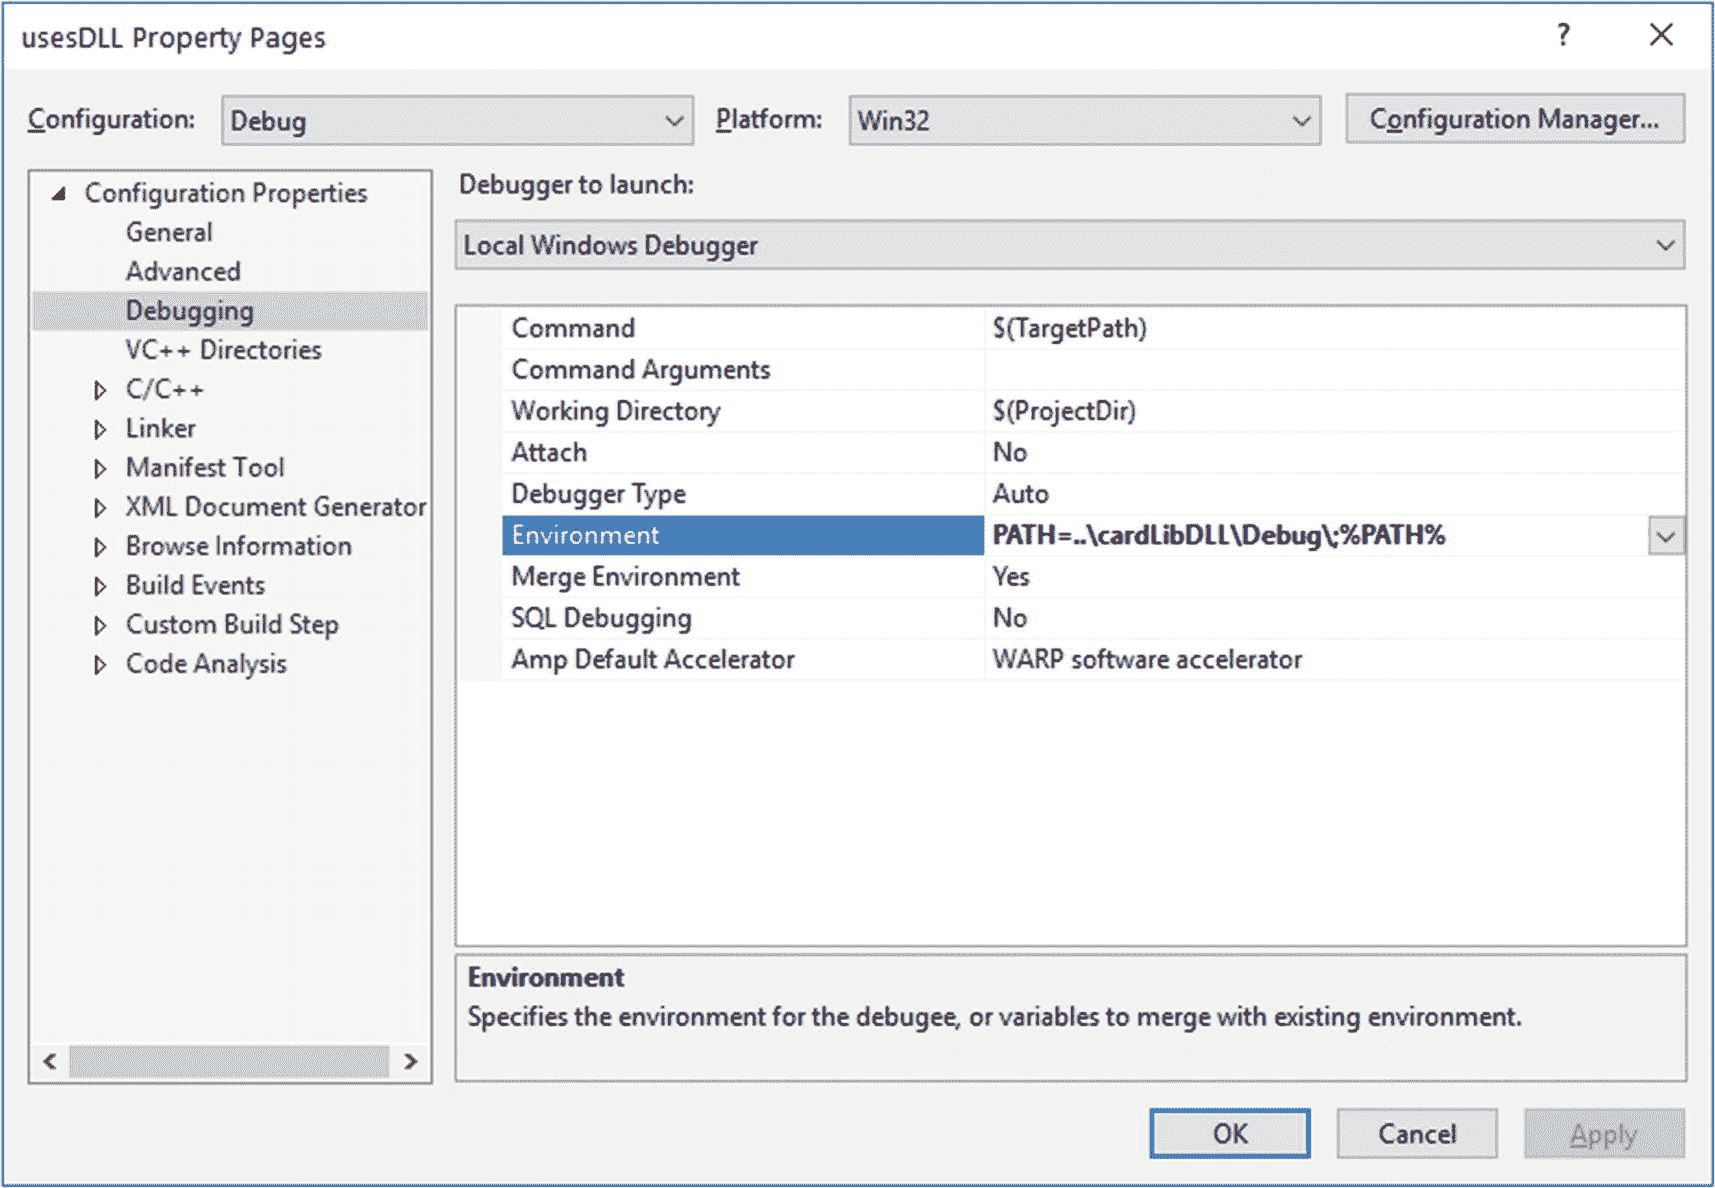 usesDLL Property Pages
?
Configuration: Debug Platform: Win32 Configuration Manager...
Configuration Properties
General
Advanced
Debugging
VC++ Directories
C/C++
Linker
Manifest Tool
XML Document Generator
Browse Information
Build Events
Custom Build Step
Code Analysis
Debugger to launch:
Local Windows Debugger
Command $(TargetPath)
Command Arguments
Working Directory $(ProjectDir)
Attach No
Debugger Type Auto
Environment PATH=..\cardLibDLL\Debug\;%PATH%
Merge Environment Yes
SQL Debugging No
Amp Default Accelerator WARP software accelerator
Environment
Specifies the environment for the debugee, or variables to merge with existing environment.
OK Cancel Apply